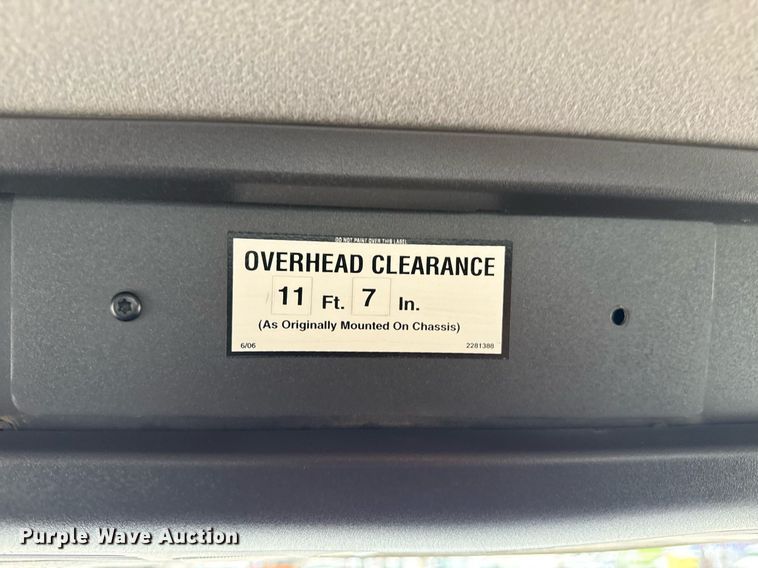 DO NOT PAINT OVER THIS LABEL
OVERHEAD CLEARANCE
11 Ft. 7 In.
(As Originally Mounted On Chassis)
6/06 2281388
Purple Wave Auction